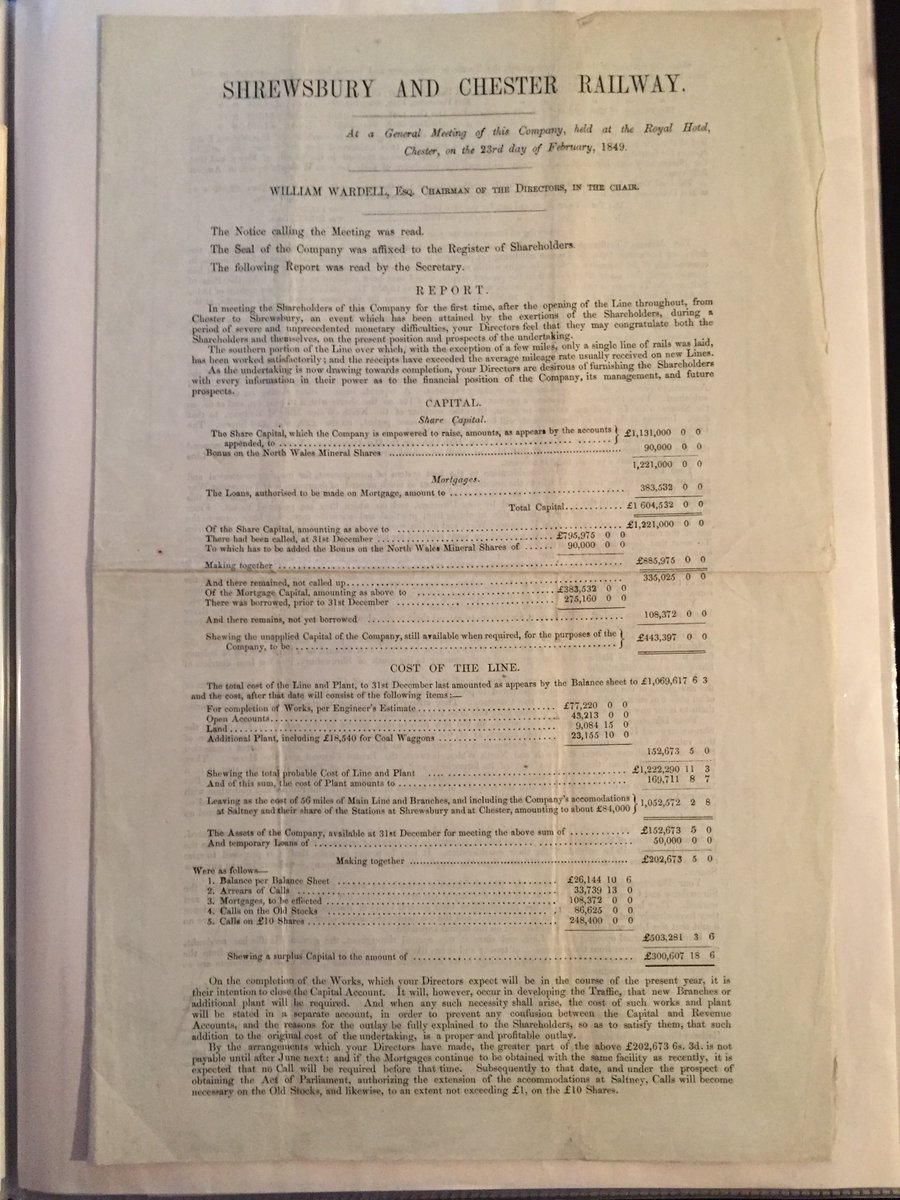 SHREWSBURY AND CHESTER RAILWAY.
At a General Meeting of this Company, held at the Royal Hotel,
Chester, on the 23rd day of February, 1849.
WILLIAM WARDELL, Esq. Chairman of the Directors, in the chair.
The Notice calling the Meeting was read.
The Seal of the Company was affixed to the Register of Shareholders.
The following Report was read by the Secretary.
REPORT.
In meeting the Shareholders of this Company for the first time, after the opening of the Line throughout, from
Chester to Shrewsbury, an event which has been attained by the exertions of the Shareholders, during a
period of severe and unprecedented monetary difficulties, your Directors feel that they may congratulate both the
Shareholders and themselves, on the present position and prospects of the undertaking.
The southern portion of the Line over which, with the exception of a few miles, only a single line of rails was laid,
has been worked satisfactorily; and the receipts have exceeded the average mileage rate usually received on new Lines.
As the undertaking is now drawing towards completion, your Directors are desirous of furnishing the Shareholders
with every information in their power as to the financial position of the Company, its management, and future
prospects.
CAPITAL.
Share Capital.
The Share Capital, which the Company is empowered to raise, amounts, as appears by the accounts } £1,131,000 0 0
appended, to ........................
Bonus on the North Wales Mineral Shares ........................ 90,000 0 0
1,221,000 0 0
Mortgages.
The Loans, authorised to be made on Mortgage, amount to ........................ 383,532 0 0
Total Capital............ £1 604,532 0 0
Of the Share Capital, amounting as above to ........................ £1,221,000 0 0
There had been called, at 31st December ........................ £795,975 0 0
To which has to be added the Bonus on the North Wales Mineral Shares of ...... 90,000 0 0
Making together ........................ £885,975 0 0
And there remained, not called up........................ 335,025 0 0
Of the Mortgage Capital, amounting as above to ........................ £383,532 0 0
There was borrowed, prior to 31st December ........................ 275,160 0 0
And there remains, not yet borrowed ........................ 108,372 0 0
Shewing the unapplied Capital of the Company, still available when required, for the purposes of the } £443,397 0 0
Company, to be ........................
COST OF THE LINE.
The total cost of the Line and Plant, to 31st December last amounted as appears by the Balance sheet to £1,069,617 6 3
and the cost, after that date will consist of the following items:—
For completion of Works, per Engineer's Estimate........................ £77,220 0 0
Open Accounts........................ 43,213 0 0
Land........................ 9,084 15 0
Additional Plant, including £18,540 for Coal Waggons ........................ 23,155 10 0
152,673 5 0
Shewing the total probable Cost of Line and Plant ........................ £1,222,290 11 3
And of this sum, the cost of Plant amounts to ........................ 169,711 8 7
Leaving as the cost of 56 miles of Main Line and Branches, and including the Company's accomodations } 1,052,572 2 8
at Saltney and their share of the Stations at Shrewsbury and at Chester, amounting to about £84,000
The Assets of the Company, available at 31st December for meeting the above sum of ............ £152,673 5 0
And temporary Loans of ........................ 50,000 0 0
Making together ........................ £202,673 5 0
Were as follows—
1. Balance per Balance Sheet ........................ £26,144 10 6
2. Arrears of Calls ........................ 33,739 13 0
3. Mortgages, to be effected ........................ 108,372 0 0
4. Calls on the Old Stocks ........................ 86,625 0 0
5. Calls on £10 Shares ........................ 248,400 0 0
£503,281 3 6
Shewing a surplus Capital to the amount of ........................ £300,607 18 6
On the completion of the Works, which your Directors expect will be in the course of the present year, it is
their intention to close the Capital Account. It will, however, occur in developing the Traffic, that new Branches or
additional plant will be required. And when any such necessity shall arise, the cost of such works and plant
will be stated in a separate account, in order to prevent any confusion between the Capital and Revenue
Accounts, and the reasons for the outlay be fully explained to the Shareholders, so as to satisfy them, that such
addition to the original cost of the undertaking, is a proper and profitable outlay.
By the arrangements which your Directors have made, the greater part of the above £202,673 6s. 3d. is not
payable until after June next: and if the Mortgages continue to be obtained with the same facility as recently, it is
expected that no Call will be required before that time. Subsequently to that date, and under the prospect of
obtaining the Act of Parliament, authorizing the extension of the accommodations at Saltney, Calls will become
necessary on the Old Stocks, and likewise, to an extent not exceeding £1, on the £10 Shares.